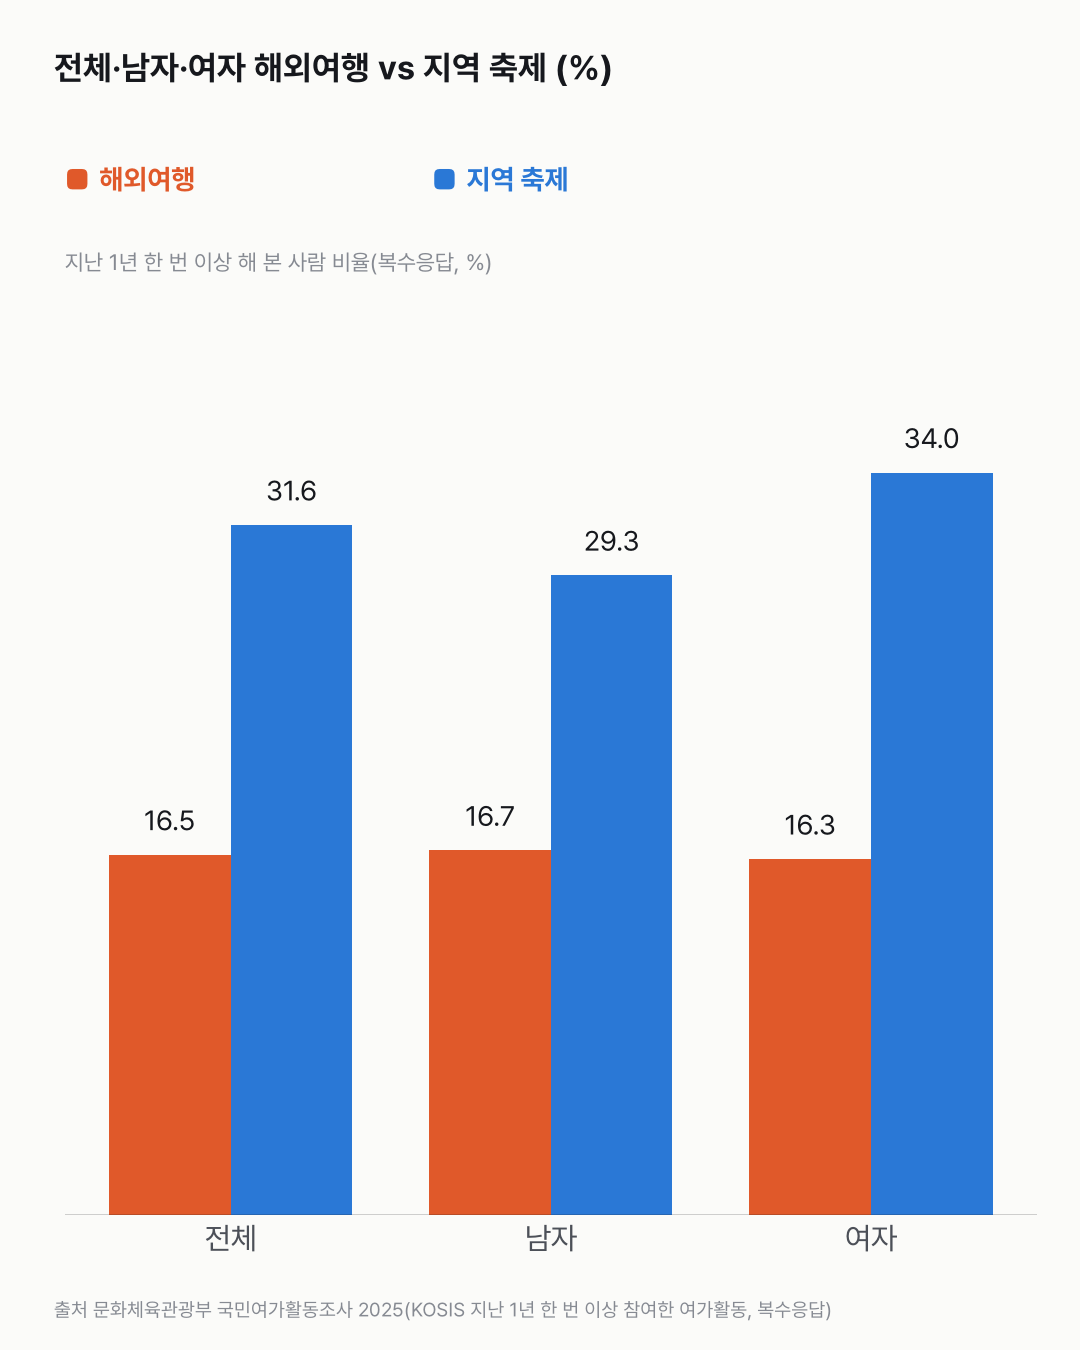 전체·남자·여자 해외여행 vs 지역 축제 (%)
해외여행 지역 축제
지난 1년 한 번 이상 해 본 사람 비율(복수응답, %)
34.0
31.6
29.3
16.5 16.7 16.3
전체 남자 여자
출처 문화체육관광부 국민여가활동조사 2025(KOSIS 지난 1년 한 번 이상 참여한 여가활동, 복수응답)